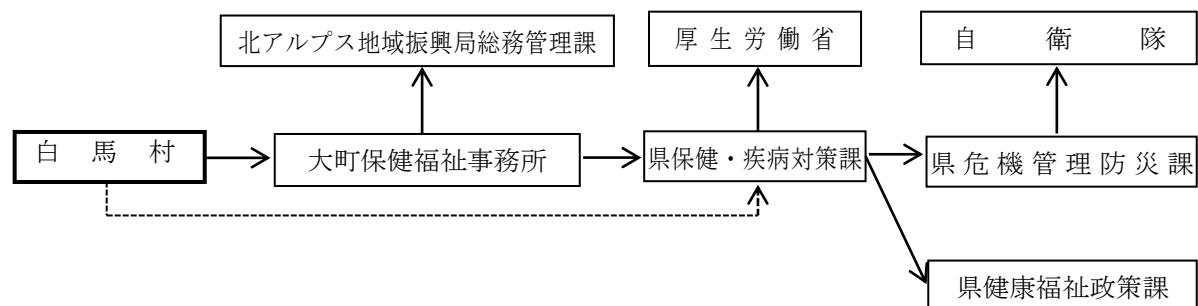 北アルプス地域振興局総務管理課
厚生労働省
自衛隊
白馬村
大町保健福祉事務所
県保健・疾病対策課
県危機管理防災課
県健康福祉政策課